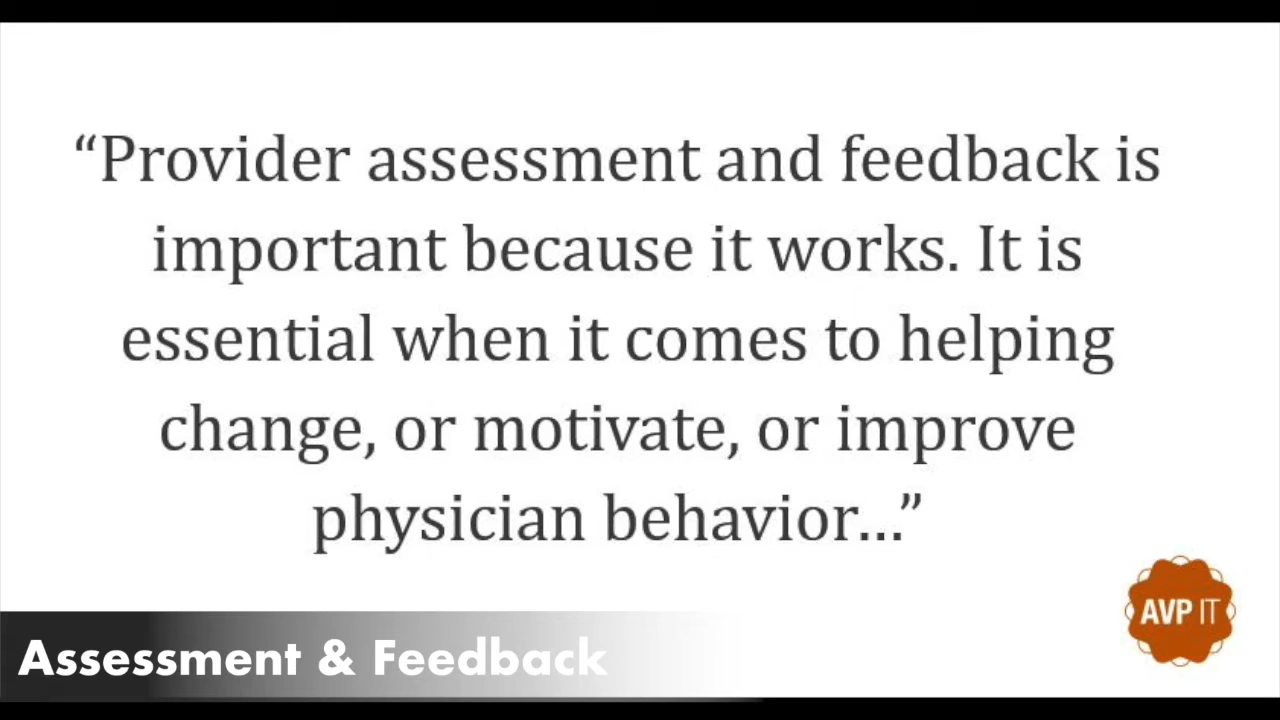 “Provider assessment and feedback is
important because it works. It is
essential when it comes to helping
change, or motivate, or improve
physician behavior...”
AVP IT
Assessment & Feedback